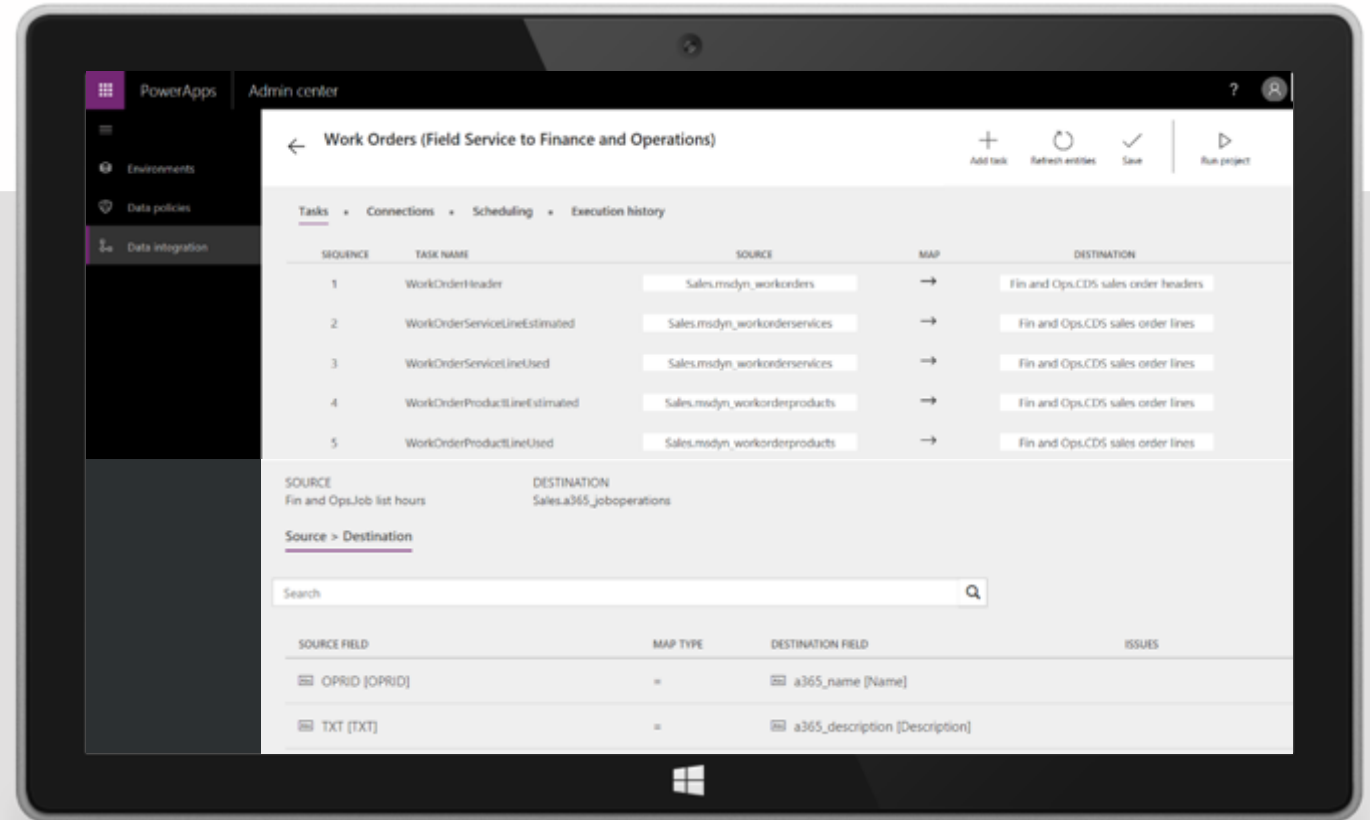 PowerApps Admin center ?
Work Orders (Field Service to Finance and Operations)
Add task Refresh entities Save Run project
Environments
Data policies
Data integration
Tasks • Connections • Scheduling • Execution history
SEQUENCE TASK NAME SOURCE MAP DESTINATION
1 WorkOrderHeader Sales.msdyn_workorders → Fin and Ops.CDS sales order headers
2 WorkOrderServiceLineEstimated Sales.msdyn_workorderservices → Fin and Ops.CDS sales order lines
3 WorkOrderServiceLineUsed Sales.msdyn_workorderservices → Fin and Ops.CDS sales order lines
4 WorkOrderProductLineEstimated Sales.msdyn_workorderproducts → Fin and Ops.CDS sales order lines
5 WorkOrderProductLineUsed Sales.msdyn_workorderproducts → Fin and Ops.CDS sales order lines
SOURCE DESTINATION
Fin and Ops.Job list hours Sales.a365_joboperations
Source > Destination
Search
SOURCE FIELD MAP TYPE DESTINATION FIELD ISSUES
OPRID [OPRID] = a365_name [Name]
TXT [TXT] = a365_description [Description]